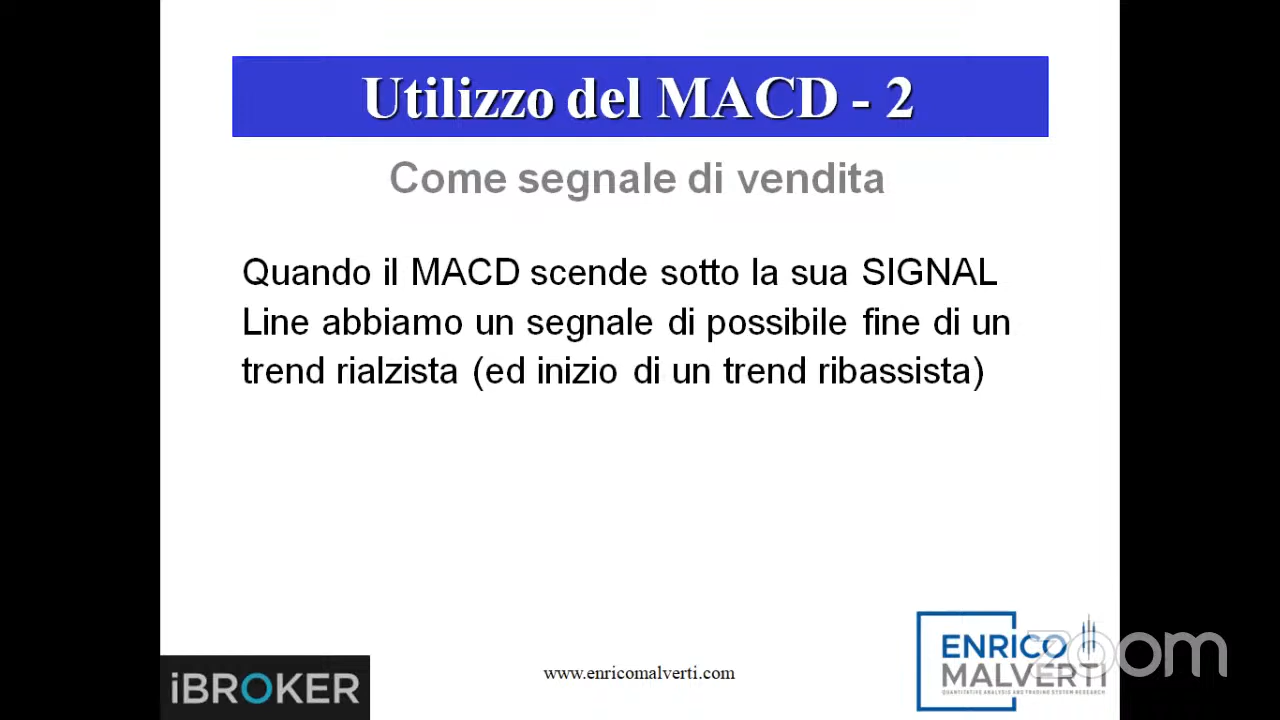 Utilizzo del MACD - 2
Come segnale di vendita
Quando il MACD scende sotto la sua SIGNAL
Line abbiamo un segnale di possibile fine di un
trend rialzista (ed inizio di un trend ribassista)
iBROKER
www.enricomalverti.com
ENRICO
MALVERTI
QUANTITATIVE ANALYSIS AND TRADING SYSTEM RESEARCH
zoom